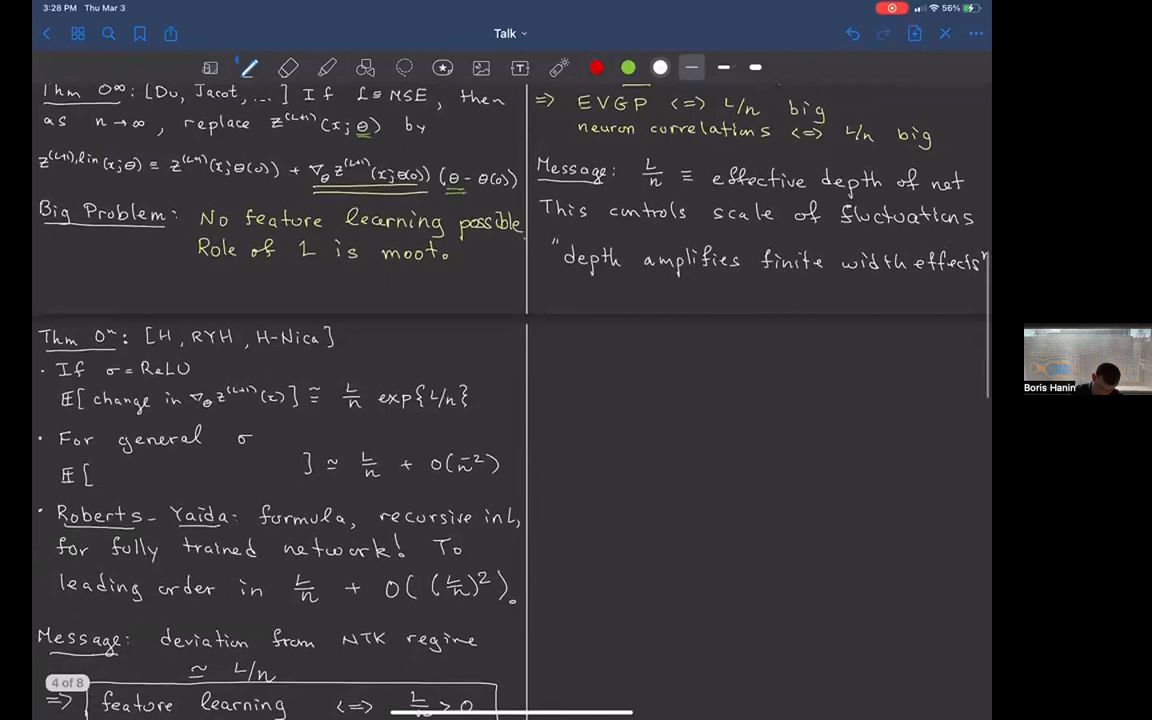 3:28 PM Thu Mar 3
56%
Talk
Thm 0^∞: [Du, Jacot, ...] If L = MSE, then
as n → ∞, replace z^(L+1)(x; θ) by
z^(L+1),lin(x;θ) = z^(L+1)(x;θ(0)) + ∇_θ z^(L+1)(x;θ(0)) (θ - θ(0))
Big Problem: No feature learning possible.
Role of L is moot.
Thm 0^n: [H, RYH, H-Nica]
· If σ = ReLU
E[change in ∇_θ z^(L+1)(x)] ≅ L/n exp{L/n}
· For general σ
E[ ] ≃ L/n + O(n^-2)
· Roberts-Yaida: formula, recursive in L,
for fully trained network! To
leading order in L/n + O((L/n)^2).
Message: deviation from NTK regime
≃ L/n
4 of 8
=> feature learning <=> L/n > 0
=> EVGP <=> L/n big
neuron correlations <=> L/n big
Message: L/n ≡ effective depth of net
This controls scale of fluctuations
"depth amplifies finite width effects"
Boris Hanin